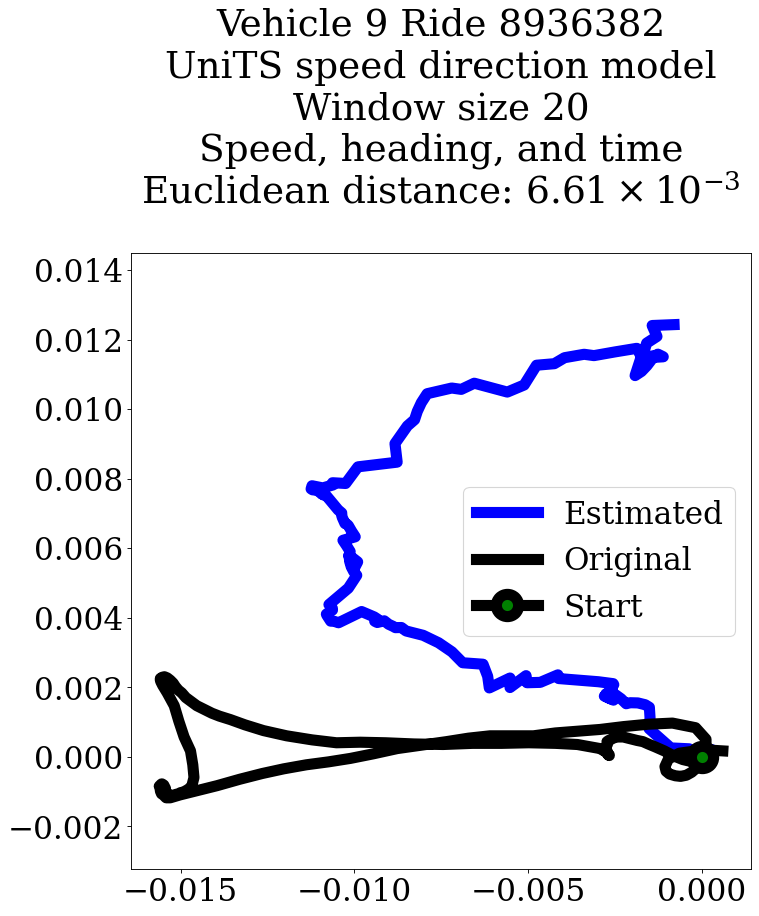 Vehicle 9 Ride 8936382
UniTS speed direction model
Window size 20
Speed, heading, and time
Euclidean distance: 6.61 × 10⁻³
0.014
0.012
0.010
0.008
0.006
0.004
0.002
0.000
−0.002
Estimated
Original
Start
−0.015 −0.010 −0.005 0.000